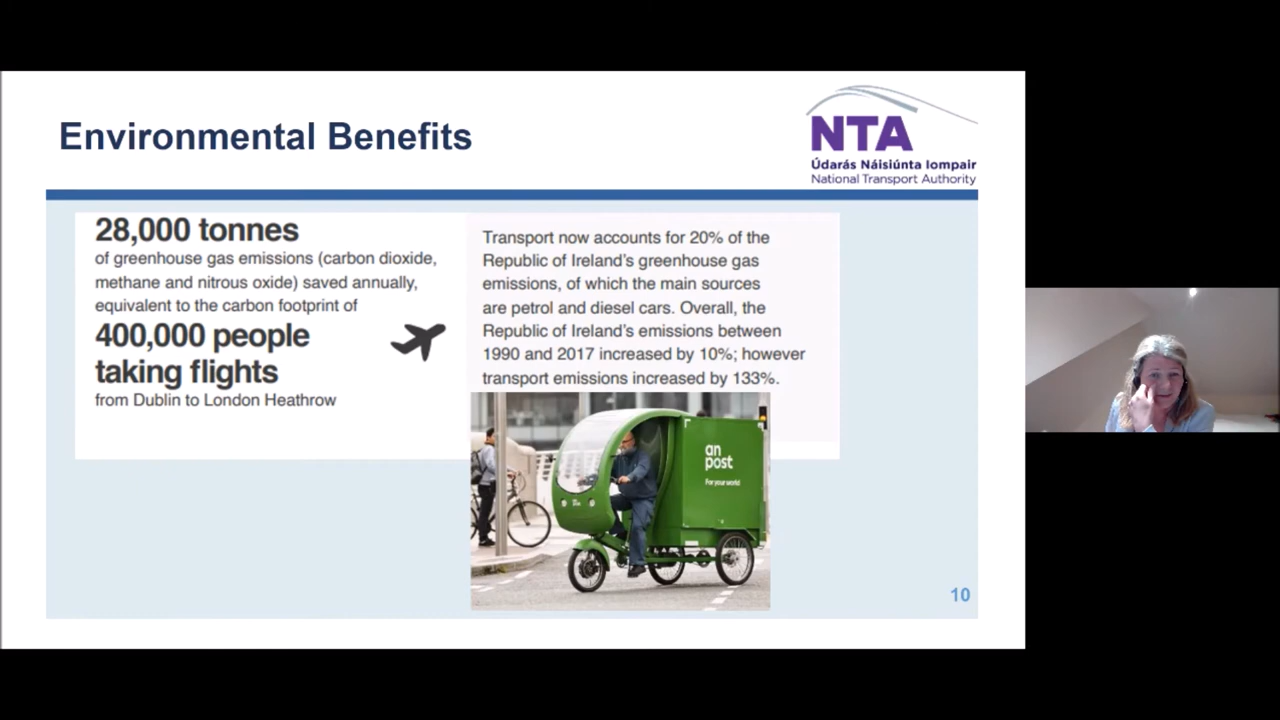 Environmental Benefits
NTA
Údarás Náisiúnta Iompair
National Transport Authority
28,000 tonnes
of greenhouse gas emissions (carbon dioxide,
methane and nitrous oxide) saved annually,
equivalent to the carbon footprint of
400,000 people
taking flights
from Dublin to London Heathrow
Transport now accounts for 20% of the
Republic of Ireland's greenhouse gas
emissions, of which the main sources
are petrol and diesel cars. Overall, the
Republic of Ireland's emissions between
1990 and 2017 increased by 10%; however
transport emissions increased by 133%.
an
post
For your world
10